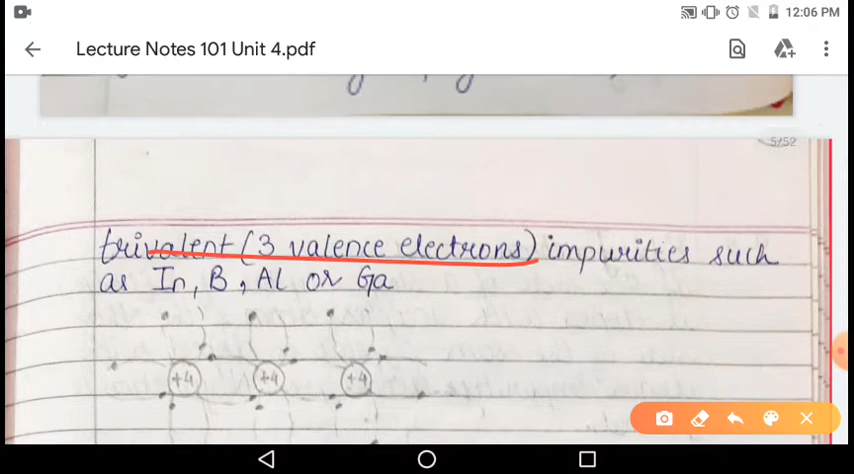 12:06 PM
Lecture Notes 101 Unit 4.pdf
5/52
trivalent (3 valence electrons) impurities such
as In, B, Al or Ga
+4 +4 +4